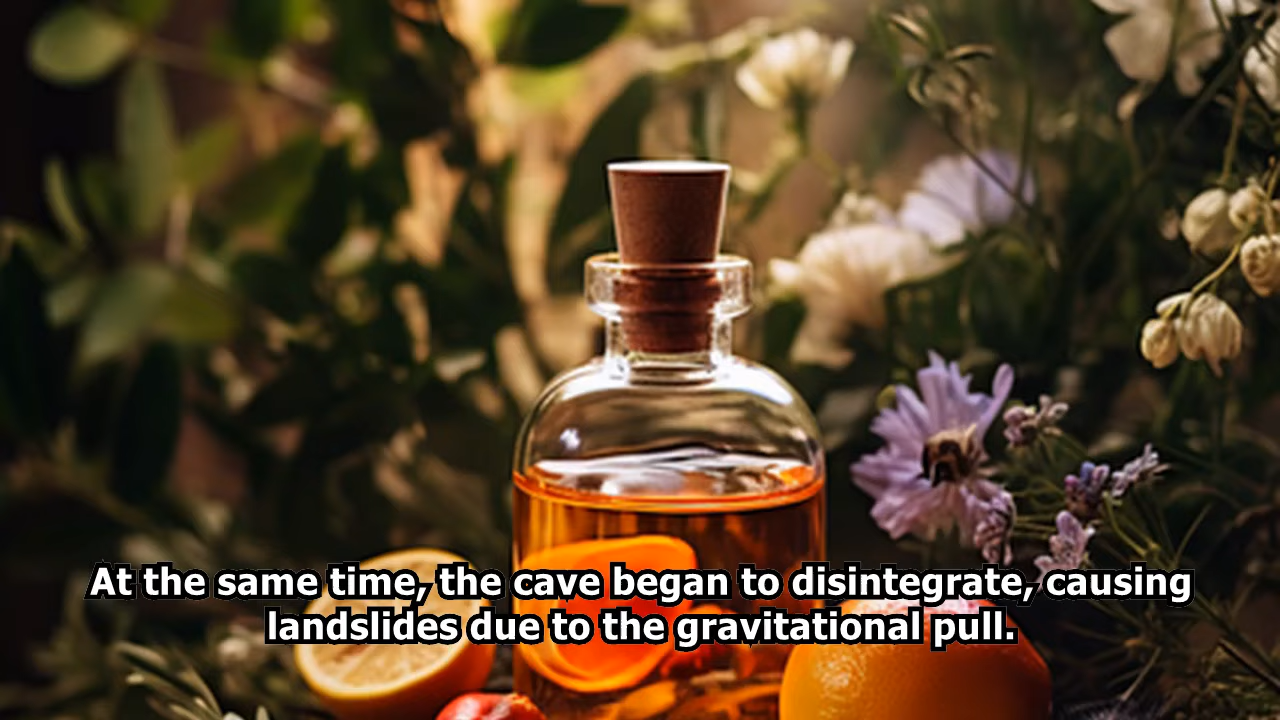 At the same time, the cave began to disintegrate, causing
landslides due to the gravitational pull.